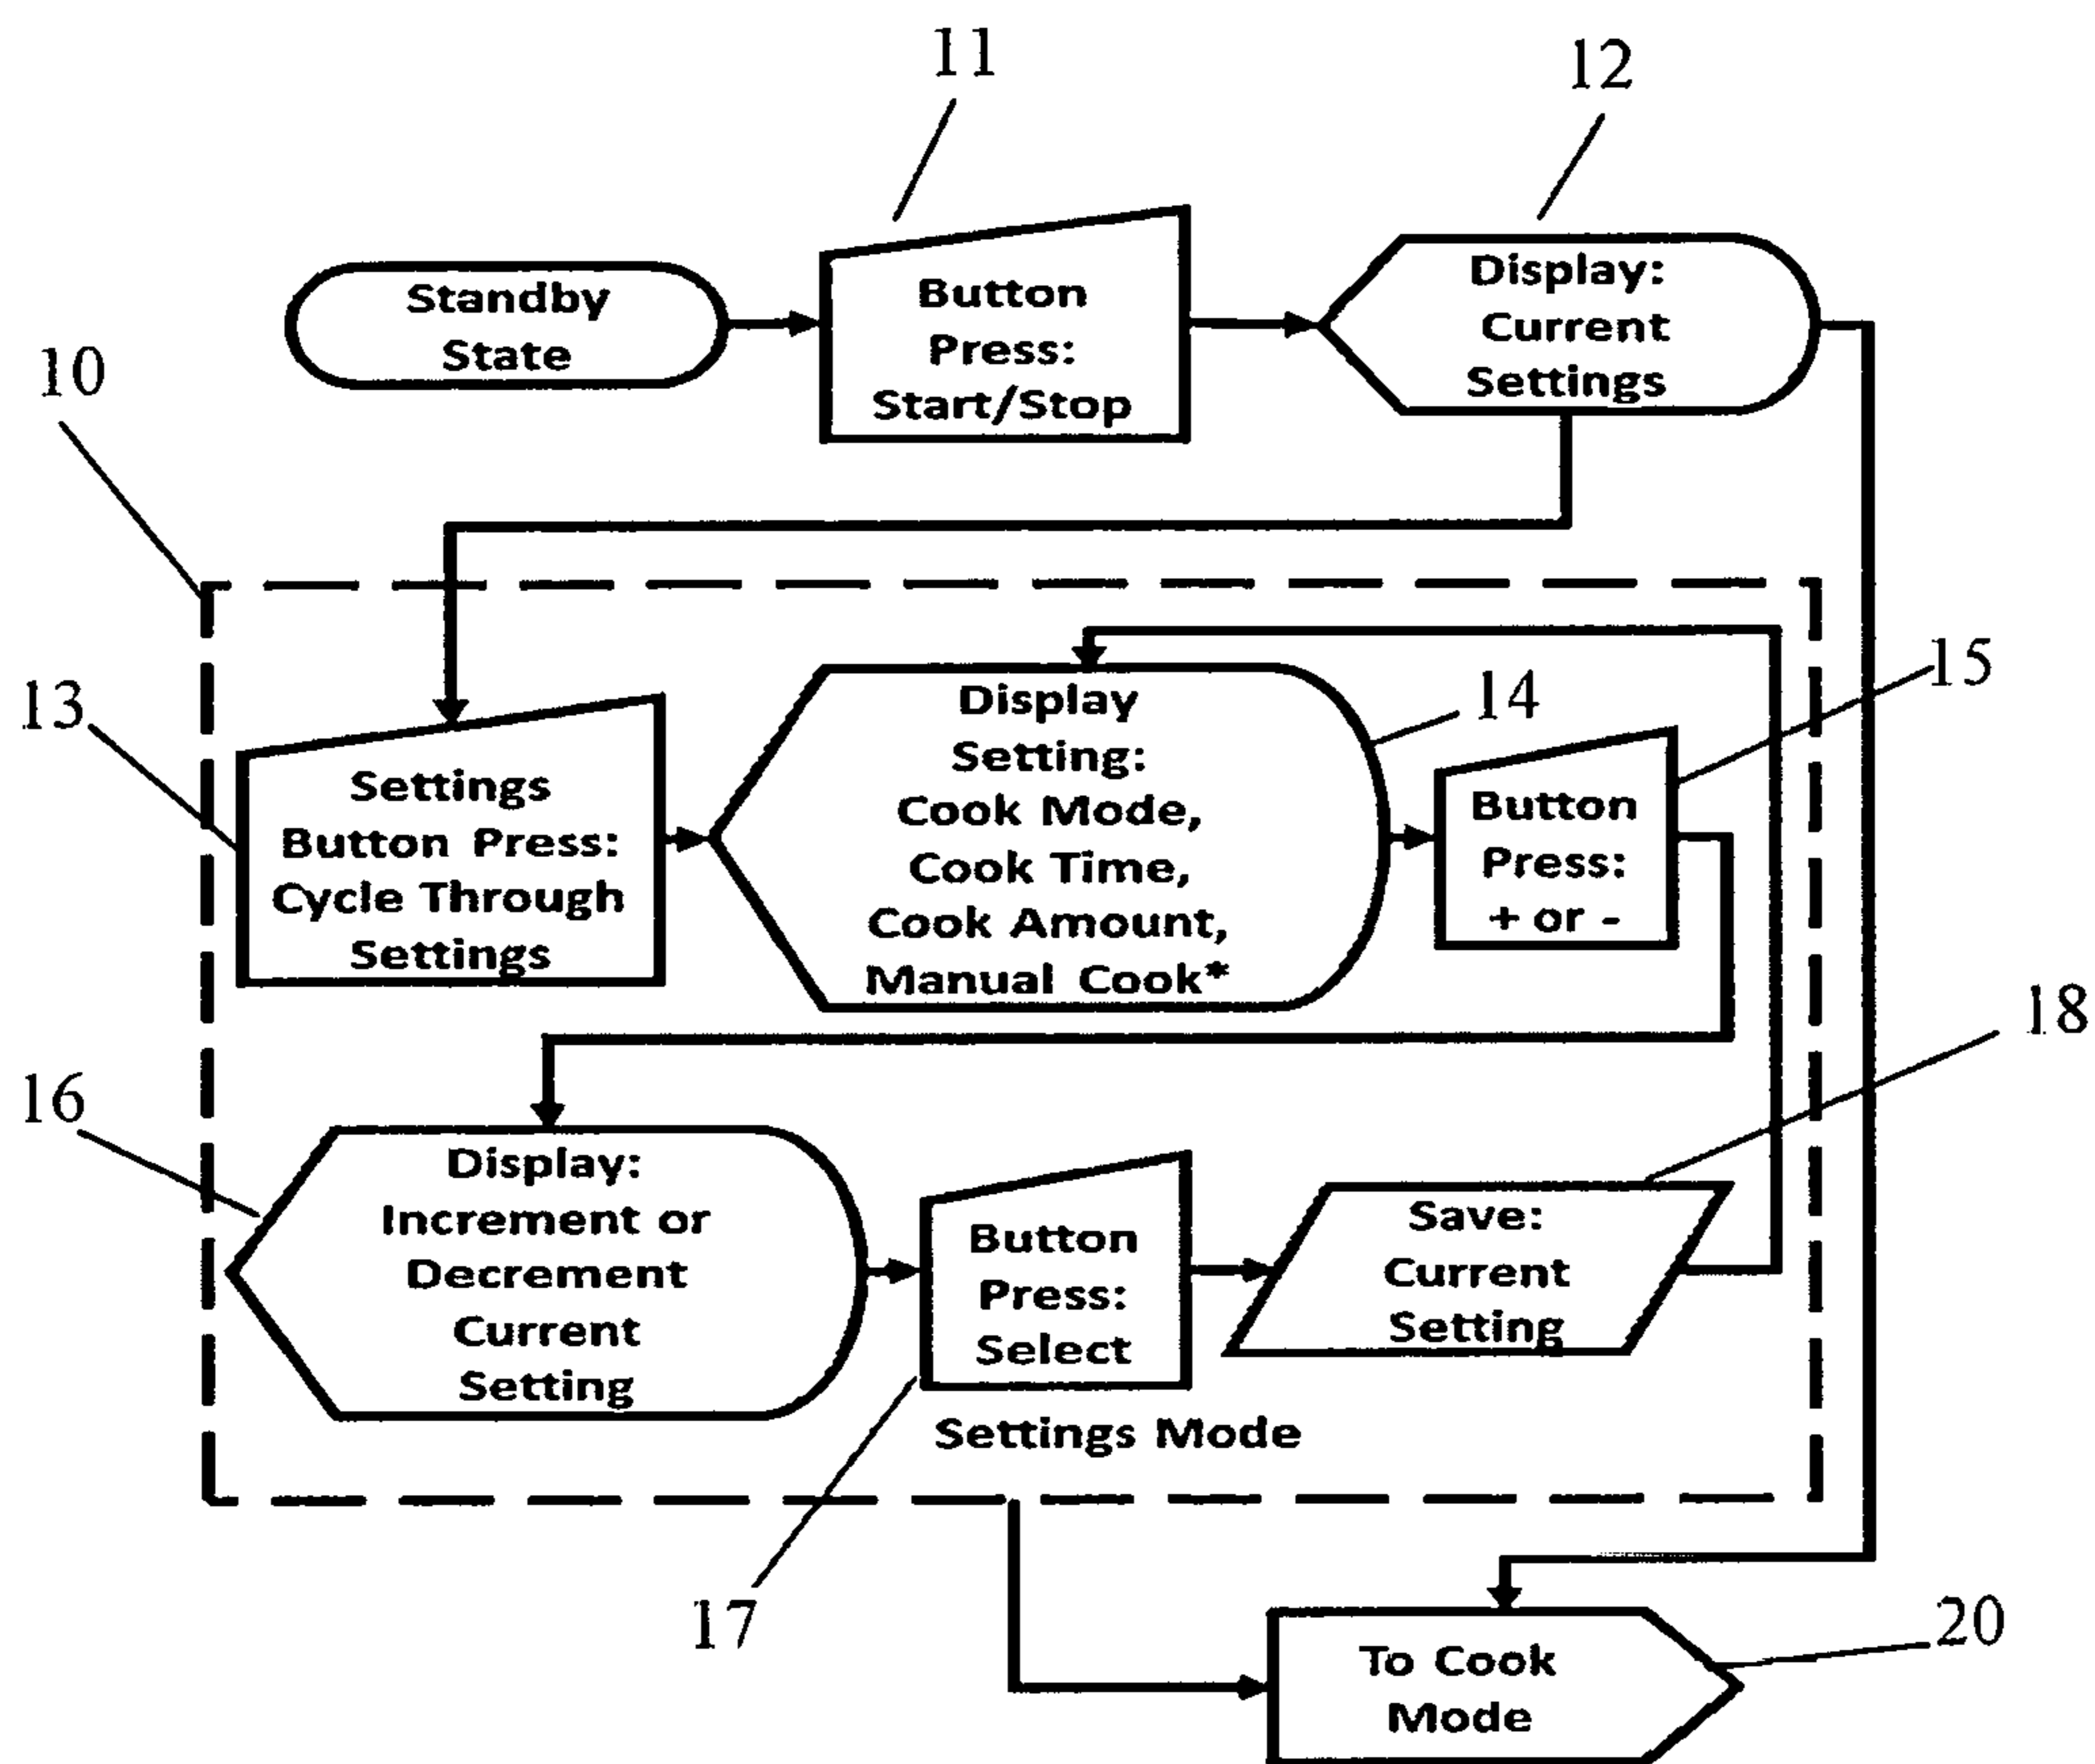 11
12
Standby
State
Button
Press:
Start/Stop
Display:
Current
Settings
10
13
Settings
Button Press:
Cycle Through
Settings
Display
Setting:
Cook Mode,
Cook Time,
Cook Amount,
Manual Cook*
14
15
Button
Press:
+ or -
18
16
Display:
Increment or
Decrement
Current
Setting
Button
Press:
Select
Save:
Current
Setting
Settings Mode
17
To Cook
Mode
20